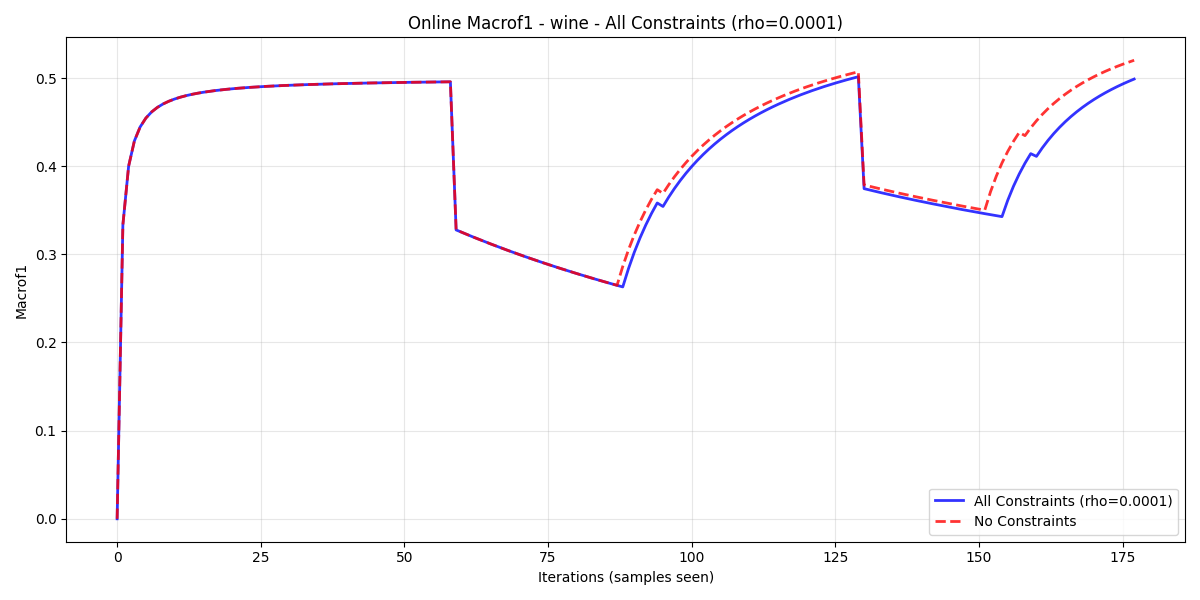 Online Macrof1 - wine - All Constraints (rho=0.0001)
Macrof1
0.5
0.4
0.3
0.2
0.1
0.0
0 25 50 75 100 125 150 175
Iterations (samples seen)
All Constraints (rho=0.0001)
No Constraints